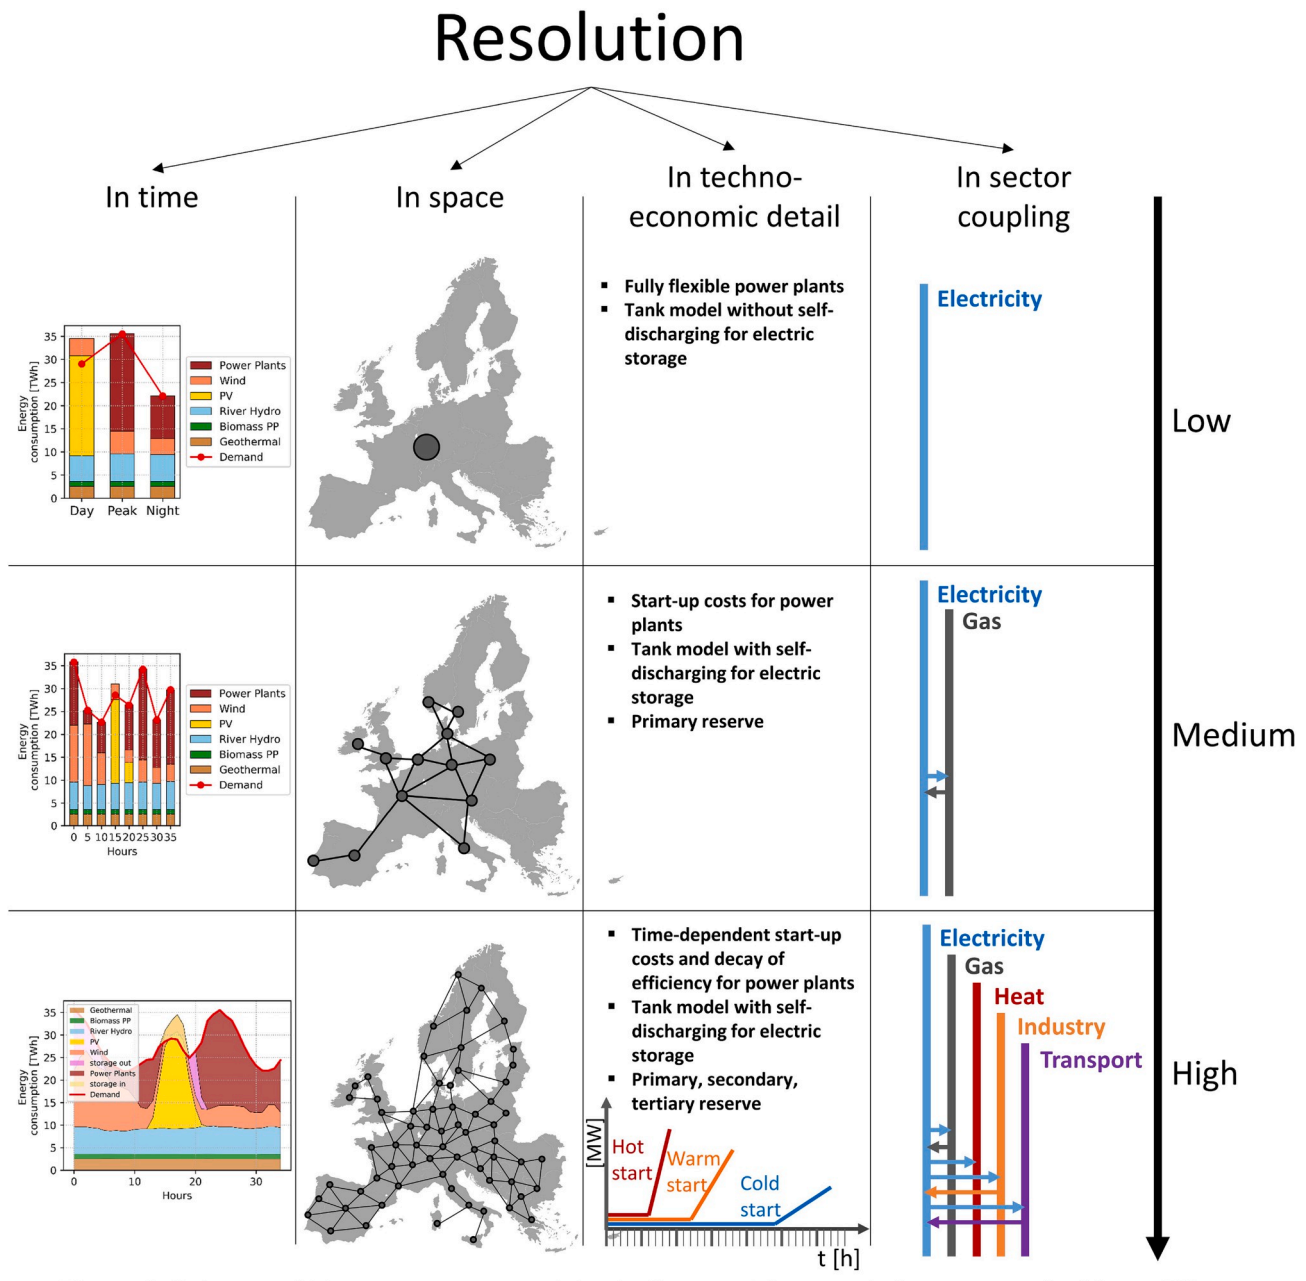 Resolution
In time
In space
In techno-
economic detail
In sector
coupling
Energy
consumption [TWh]
35
30
25
20
15
10
5
0
Day Peak Night
Power Plants
Wind
PV
River Hydro
Biomass PP
Geothermal
Demand
▪ Fully flexible power plants
▪ Tank model without self-
discharging for electric
storage
Electricity
Low
Energy
consumption [TWh]
35
30
25
20
15
10
5
0
0 5 10 15 20 25 30 35
Hours
Power Plants
Wind
PV
River Hydro
Biomass PP
Geothermal
Demand
▪ Start-up costs for power
plants
▪ Tank model with self-
discharging for electric
storage
▪ Primary reserve
Electricity
Gas
Medium
Energy
consumption [TWh]
35
30
25
20
15
10
5
0
0 10 20 30
Hours
Geothermal
Biomass PP
River Hydro
PV
Wind
storage out
Power Plants
storage in
Demand
▪ Time-dependent start-up
costs and decay of
efficiency for power plants
▪ Tank model with self-
discharging for electric
storage
▪ Primary, secondary,
tertiary reserve
[MW]
Hot
start
Warm
start
Cold
start
t [h]
Electricity
Gas
Heat
Industry
Transport
High